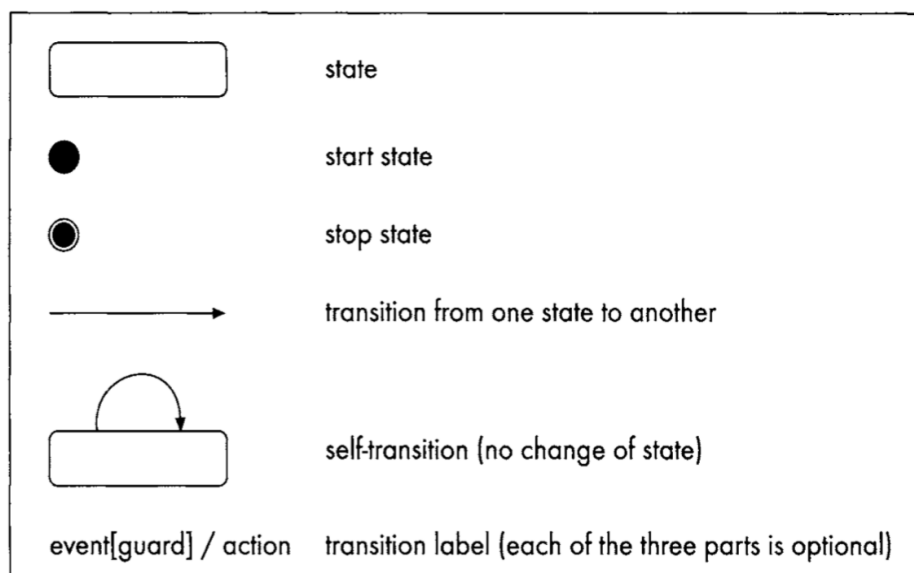 state
start state
stop state
transition from one state to another
self-transition (no change of state)
event[guard] / action transition label (each of the three parts is optional)